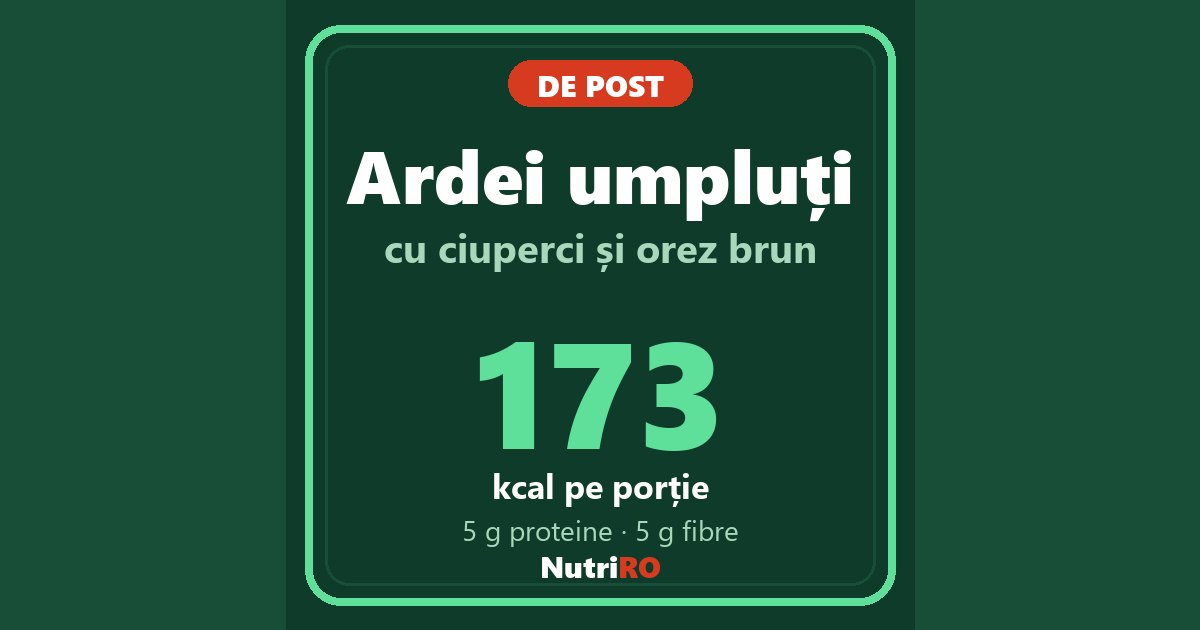 DE POST
Ardei umpluți
cu ciuperci și orez brun
173
kcal pe porție
5 g proteine · 5 g fibre
NutriRO